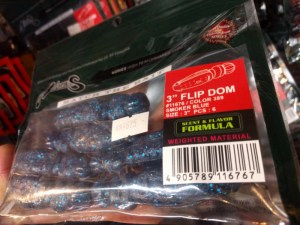 3" FLIP DOM
#11676 / COLOR 389
SMOKER BLUE
SIZE : 3" PCS : 6
SCENT & FLAVOR
FORMULA
WEIGHTED MATERIAL
4 905789 116767